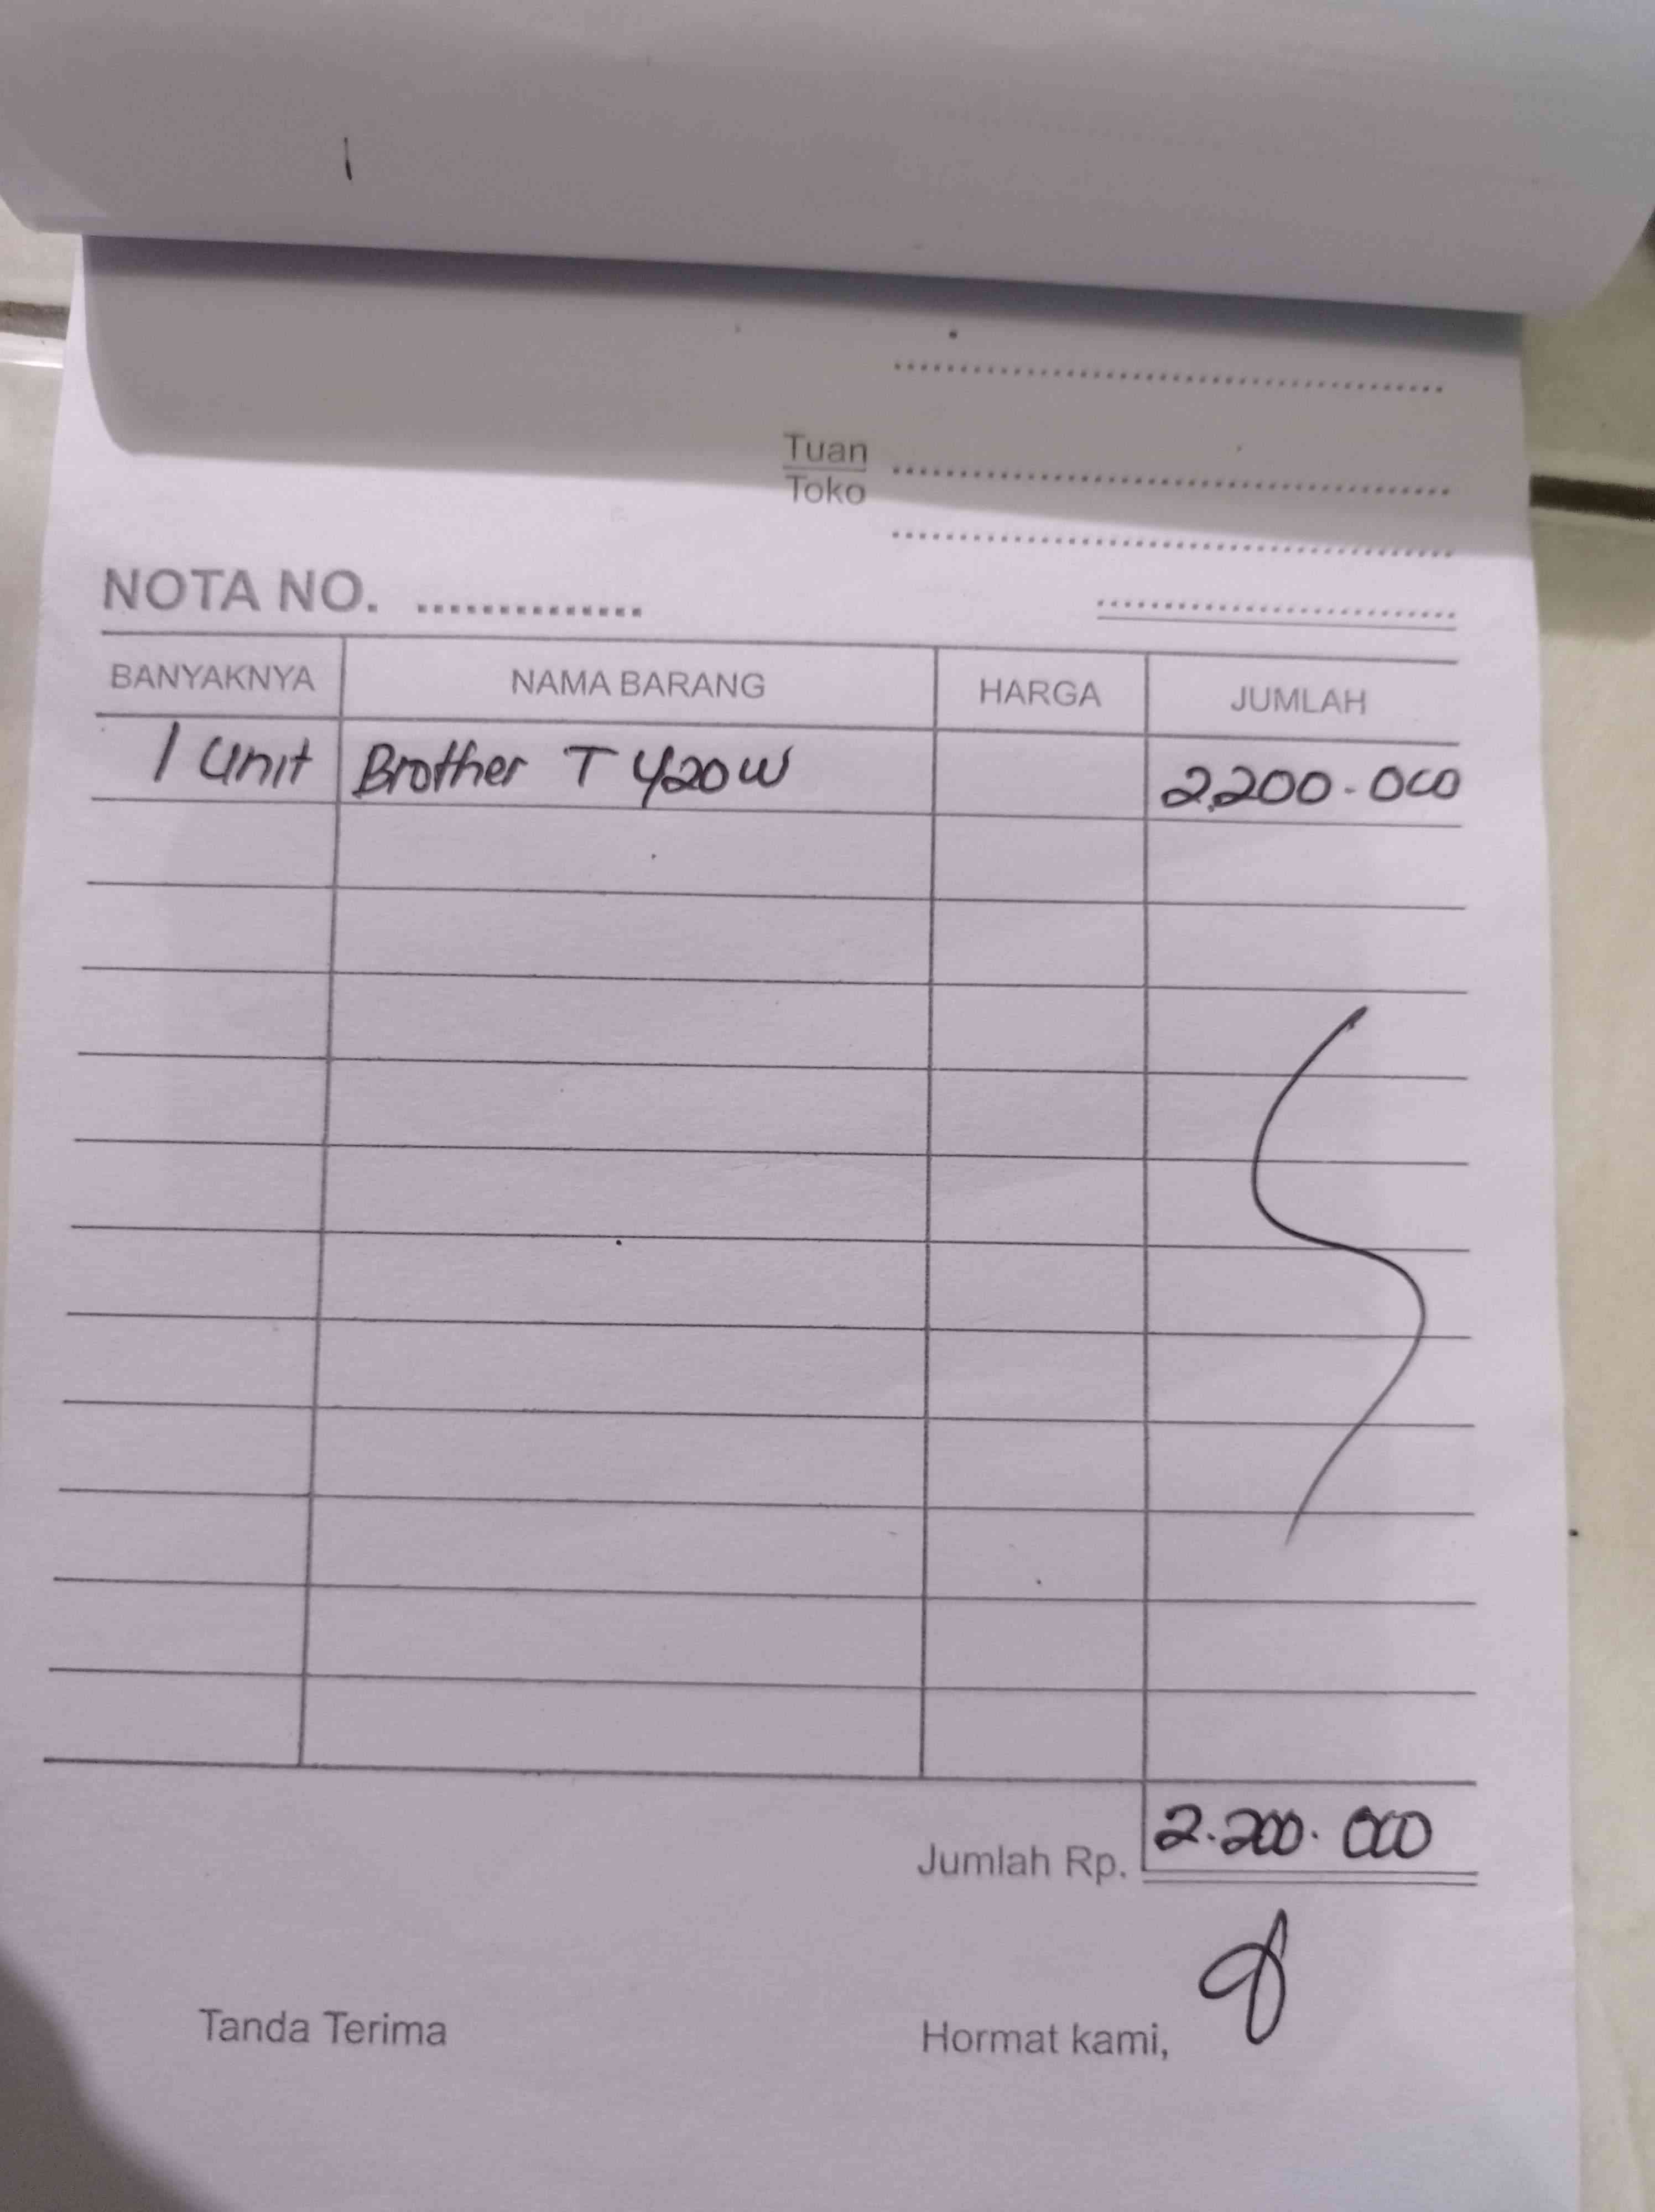 Tuan
Toko
NOTA NO. ..............
BANYAKNYA NAMA BARANG HARGA JUMLAH
1 Unit Brother T 420W 2.200.000
Jumlah Rp. 2.200.000
Tanda Terima Hormat kami,